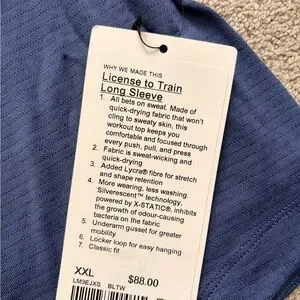 WHY WE MADE THIS
License to Train
Long Sleeve
1. All bets on sweat. Made of
quick-drying fabric that won't
cling to sweaty skin, this
workout top keeps you
comfortable and focused through
every push, pull, and press
2. Fabric is sweat-wicking and
quick-drying
3. Added Lycra® fibre for stretch
and shape retention
4. More wearing, less washing.
Silverescent™ technology,
powered by X-STATIC®, inhibits
the growth of odour-causing
bacteria on the fabric
5. Underarm gusset for greater
mobility
6. Locker loop for easy hanging
7. Classic fit
XXL
$88.00
LM3EJXS BLTW